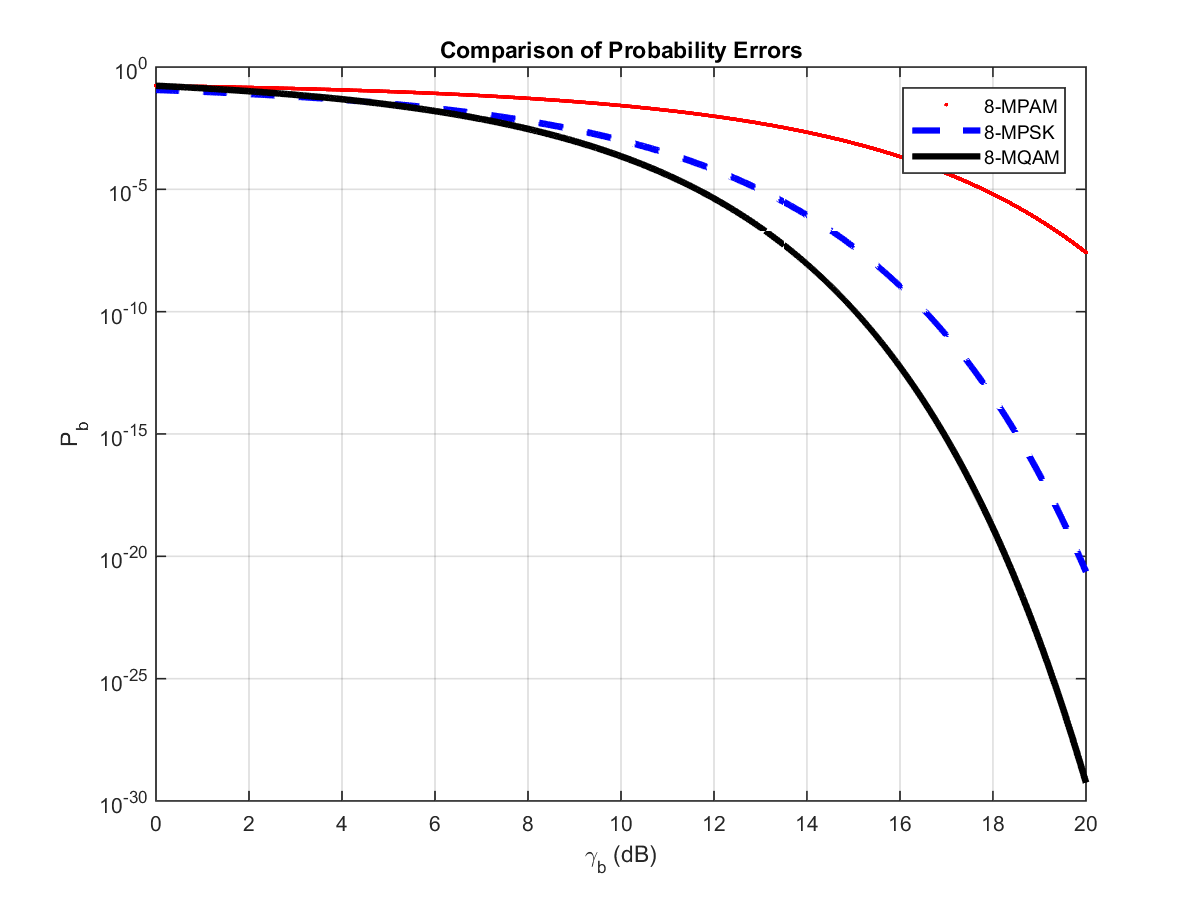 Comparison of Probability Errors
8-MPAM
8-MPSK
8-MQAM
10^0
10^-5
10^-10
10^-15
10^-20
10^-25
10^-30
P_b
0 2 4 6 8 10 12 14 16 18 20
γ_b (dB)